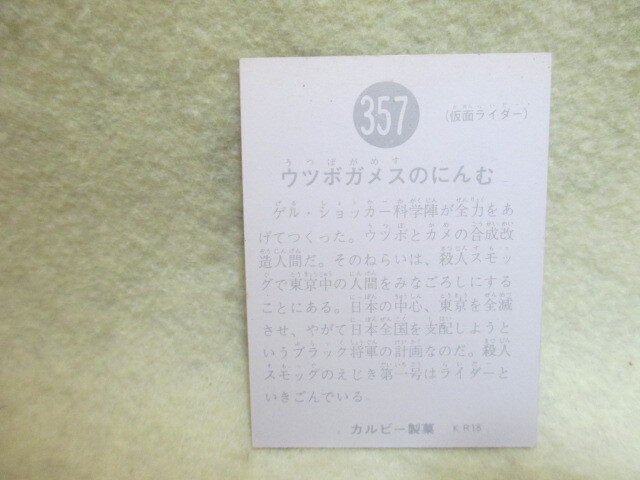 357
(仮面ライダー)
ウツボガメスのにんむ
ゲル・ショッカー科学陣が全力をあ
げてつくった。ウツボとカメの合成改
造人間だ。そのねらいは、殺人スモッ
グで東京中の人間をみなごろしにする
ことにある。日本の中心、東京を全滅
させ、やがて日本全国を支配しようと
いうブラック将軍の計画なのだ。殺人
スモッグのえじき第一号はライダーと
いきごんでいる
カルビー製菓 KR18